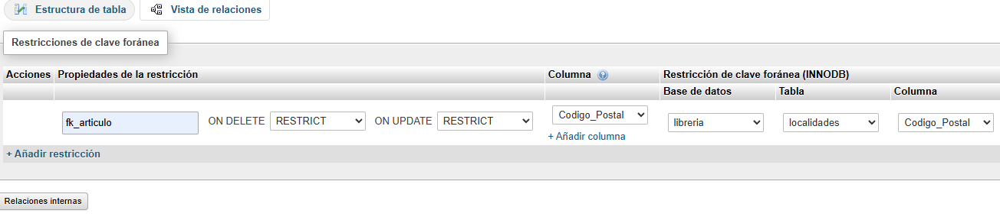 Estructura de tabla Vista de relaciones
Restricciones de clave foránea
Acciones Propiedades de la restricción Columna Restricción de clave foránea (INNODB)
Base de datos Tabla Columna
fk_articulo ON DELETE RESTRICT ON UPDATE RESTRICT Codigo_Postal libreria localidades Codigo_Postal
+ Añadir columna
+ Añadir restricción
Relaciones internas